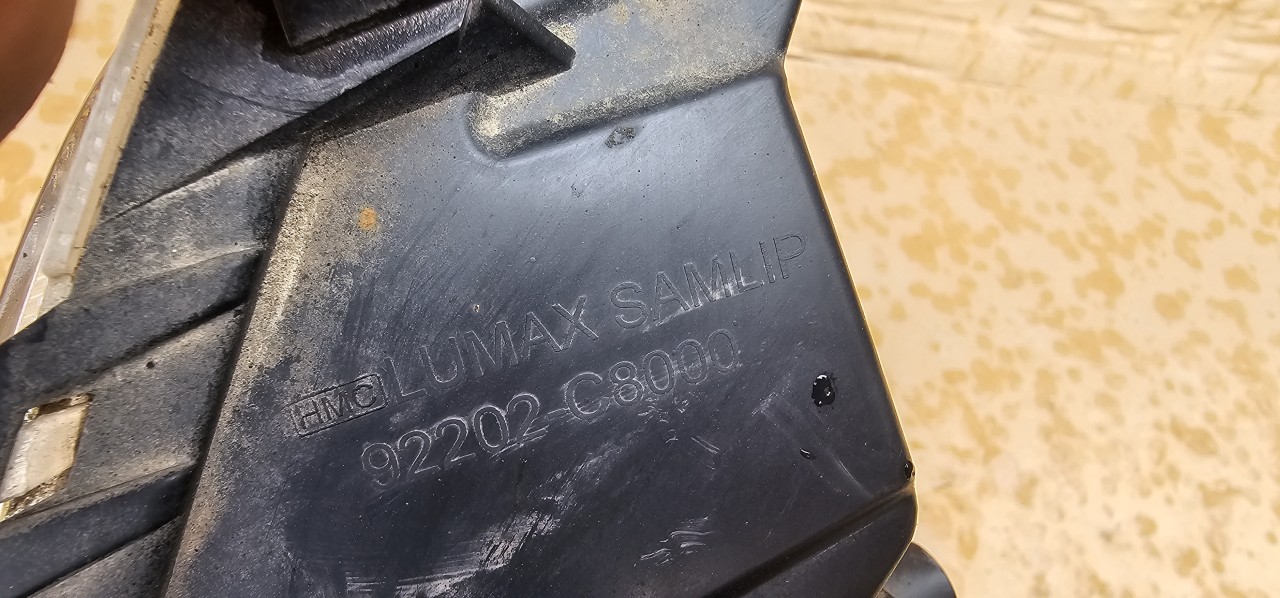 HMC LUMAX SAMLIP
92202-C8000